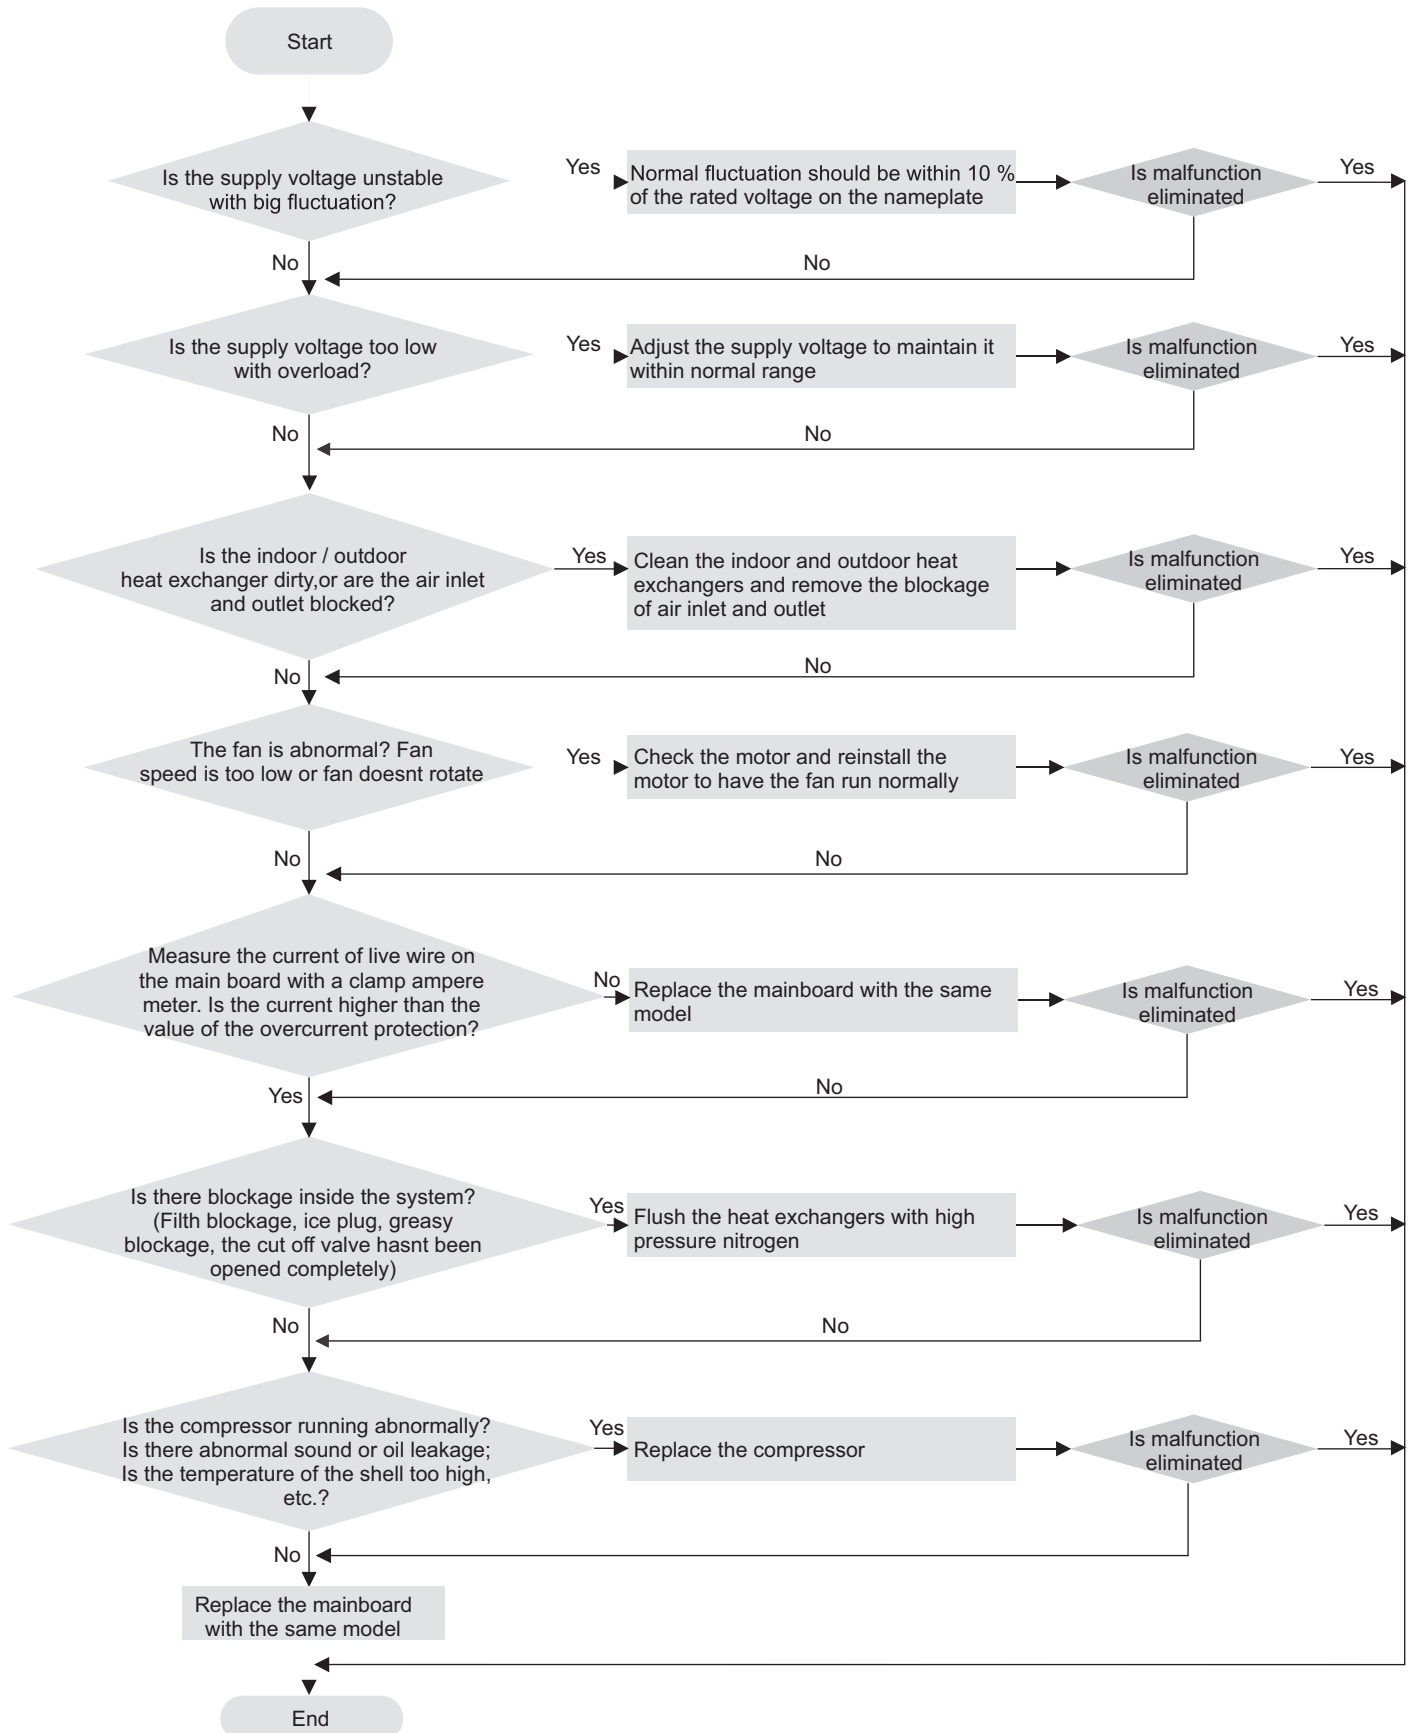 Start
Is the supply voltage unstable
with big fluctuation?
Yes
Normal fluctuation should be within 10 %
of the rated voltage on the nameplate
Is malfunction
eliminated
Yes
No
No
Is the supply voltage too low
with overload?
Yes
Adjust the supply voltage to maintain it
within normal range
Is malfunction
eliminated
Yes
No
No
Is the indoor / outdoor
heat exchanger dirty,or are the air inlet
and outlet blocked?
Yes
Clean the indoor and outdoor heat
exchangers and remove the blockage
of air inlet and outlet
Is malfunction
eliminated
Yes
No
No
The fan is abnormal? Fan
speed is too low or fan doesnt rotate
Yes
Check the motor and reinstall the
motor to have the fan run normally
Is malfunction
eliminated
Yes
No
No
Measure the current of live wire on
the main board with a clamp ampere
meter. Is the current higher than the
value of the overcurrent protection?
No
Replace the mainboard with the same
model
Is malfunction
eliminated
Yes
Yes
No
Is there blockage inside the system?
(Filth blockage, ice plug, greasy
blockage, the cut off valve hasnt been
opened completely)
Yes
Flush the heat exchangers with high
pressure nitrogen
Is malfunction
eliminated
Yes
No
No
Is the compressor running abnormally?
Is there abnormal sound or oil leakage;
Is the temperature of the shell too high,
etc.?
Yes
Replace the compressor
Is malfunction
eliminated
Yes
No
Replace the mainboard
with the same model
End